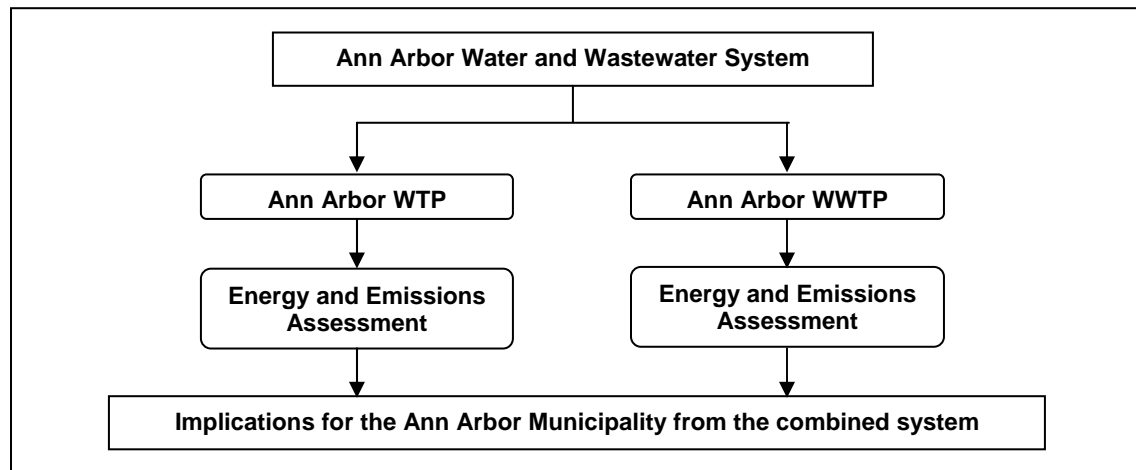 Ann Arbor Water and Wastewater System
Ann Arbor WTP
Ann Arbor WWTP
Energy and Emissions
Assessment
Energy and Emissions
Assessment
Implications for the Ann Arbor Municipality from the combined system